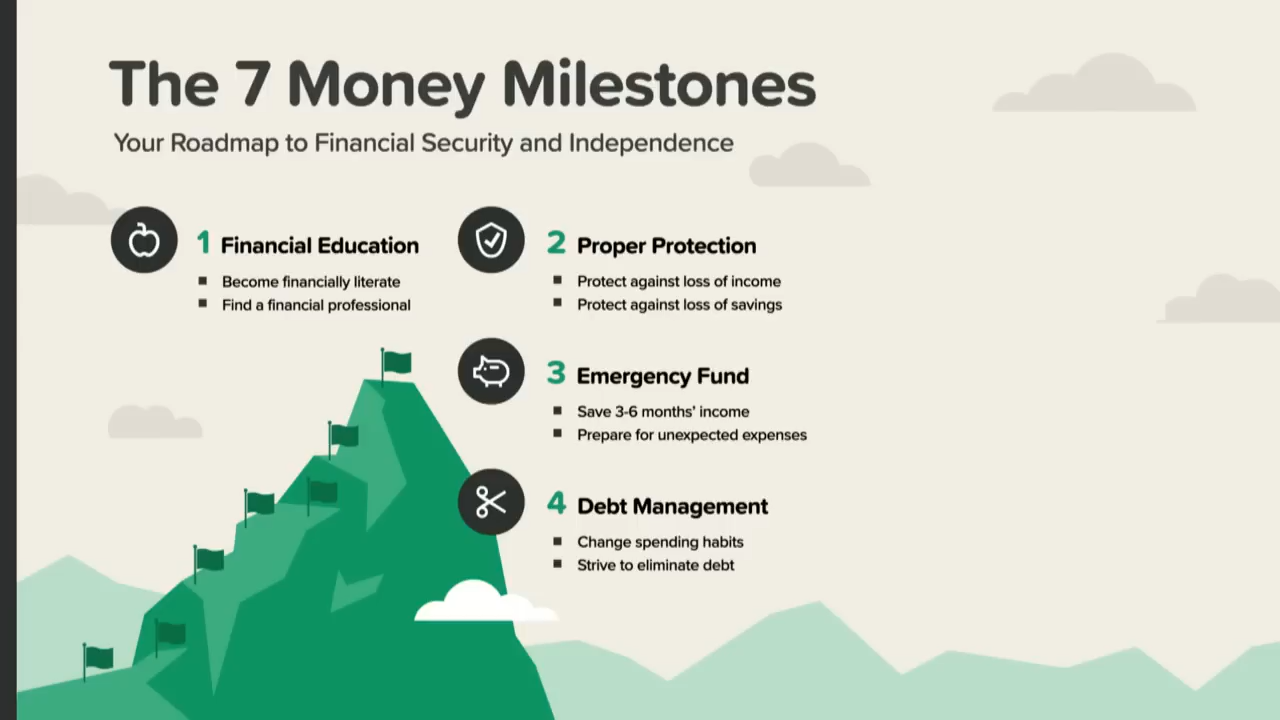 The 7 Money Milestones
Your Roadmap to Financial Security and Independence
1 Financial Education
Become financially literate
Find a financial professional
2 Proper Protection
Protect against loss of income
Protect against loss of savings
3 Emergency Fund
Save 3-6 months' income
Prepare for unexpected expenses
4 Debt Management
Change spending habits
Strive to eliminate debt